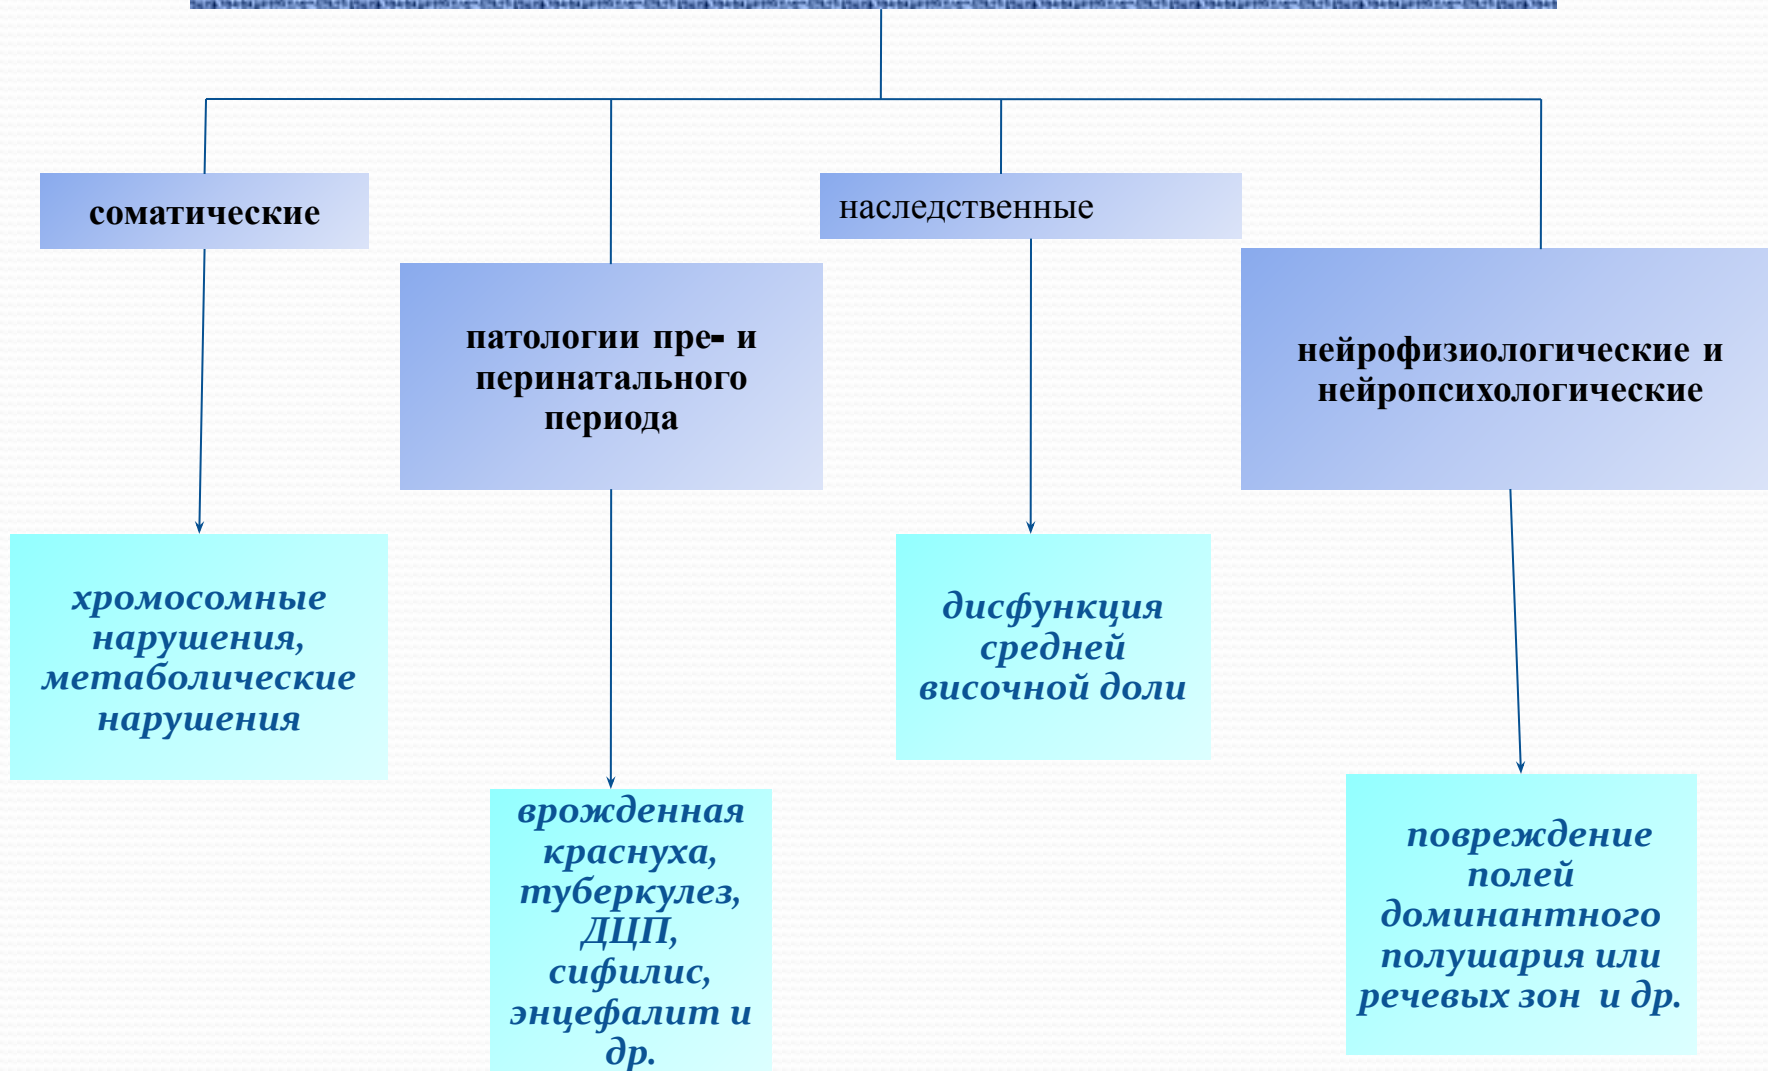 соматические
наследственные
патологии пре- и
перинатального
периода
нейрофизиологические и
нейропсихологические
хромосомные
нарушения,
метаболические
нарушения
дисфункция
средней
височной доли
врожденная
краснуха,
туберкулез,
ДЦП,
сифилис,
энцефалит и
др.
повреждение
полей
доминантного
полушария или
речевых зон и др.